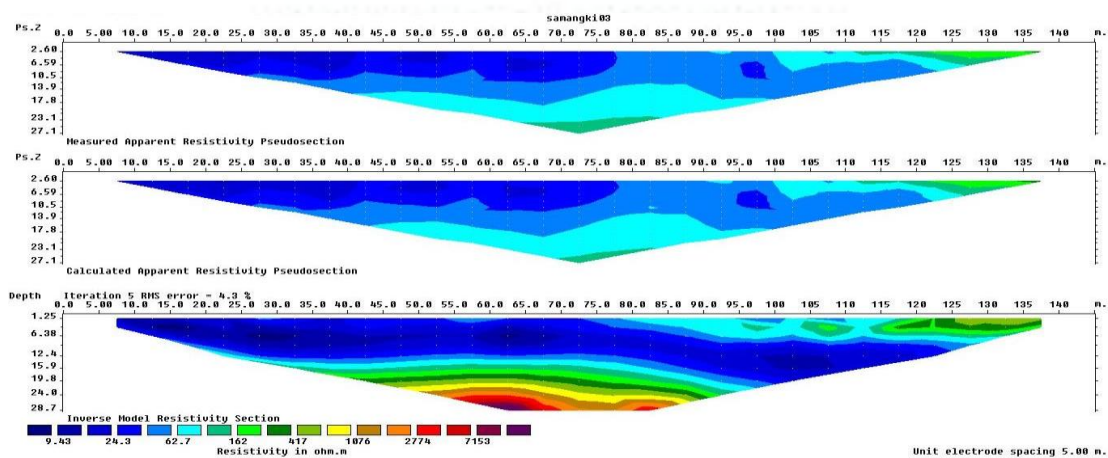 samangki03
Ps.Z 0.0 5.00 10.0 15.0 20.0 25.0 30.0 35.0 40.0 45.0 50.0 55.0 60.0 65.0 70.0 75.0 80.0 85.0 90.0 95.0 100 105 110 115 120 125 130 135 140 m.
2.60
6.59
10.5
13.9
17.8
23.1
27.1
Measured Apparent Resistivity Pseudosection
Ps.Z 0.0 5.00 10.0 15.0 20.0 25.0 30.0 35.0 40.0 45.0 50.0 55.0 60.0 65.0 70.0 75.0 80.0 85.0 90.0 95.0 100 105 110 115 120 125 130 135 140 m.
2.60
6.59
10.5
13.9
17.8
23.1
27.1
Calculated Apparent Resistivity Pseudosection
Depth Iteration 5 RMS error = 4.3 %
0.0 5.00 10.0 15.0 20.0 25.0 30.0 35.0 40.0 45.0 50.0 55.0 60.0 65.0 70.0 75.0 80.0 85.0 90.0 95.0 100 105 110 115 120 125 130 135 140 m.
1.25
6.38
12.4
15.9
19.8
24.0
28.7
Inverse Model Resistivity Section
9.43 24.3 62.7 162 417 1076 2774 7153
Resistivity in ohm.m Unit electrode spacing 5.00 m.